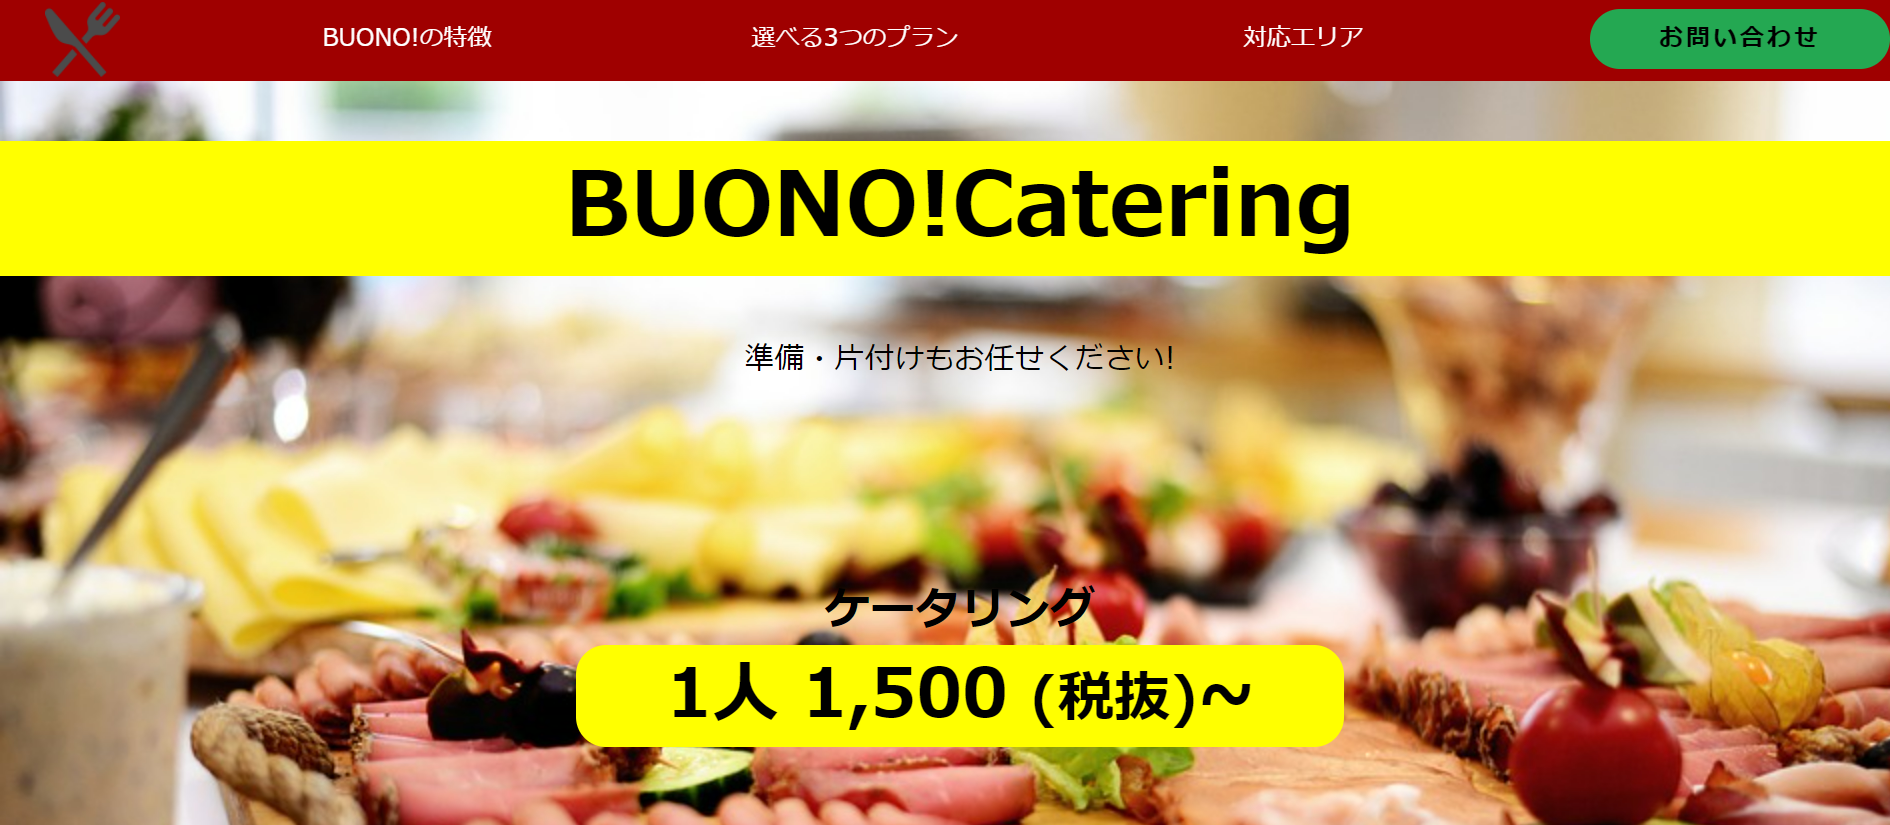 BUONO!の特徴
選べる3つのプラン
対応エリア
お問い合わせ
BUONO!Catering
準備・片付けもお任せください!
ケータリング
1人 1,500 (税抜)~